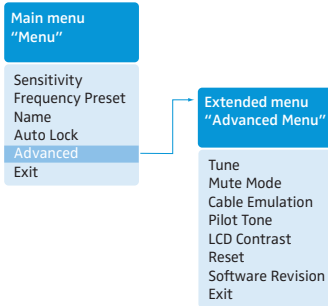 Main menu
"Menu"
Sensitivity
Frequency Preset
Name
Auto Lock
Advanced
Exit
Extended menu
"Advanced Menu"
Tune
Mute Mode
Cable Emulation
Pilot Tone
LCD Contrast
Reset
Software Revision
Exit